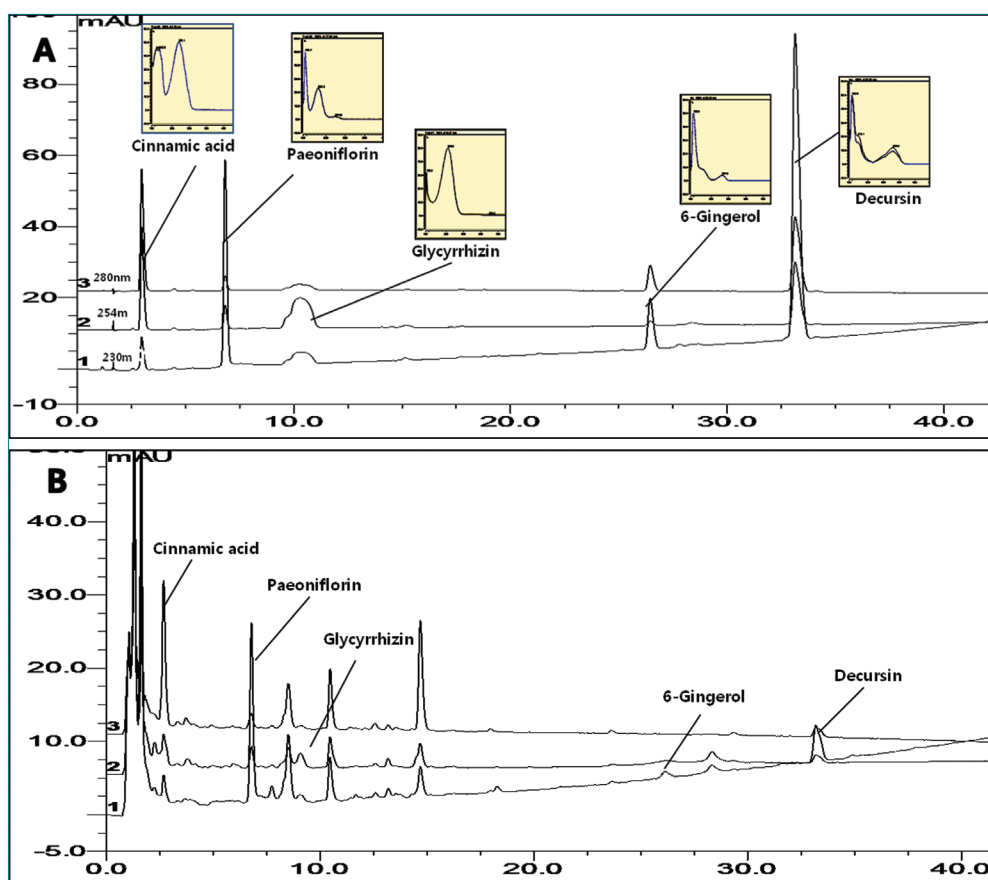 mAU
A
80
60
40
20
-10
0.0
10.0
20.0
30.0
40.0
Cinnamic acid
Paeoniflorin
Glycyrrhizin
6-Gingerol
Decursin
3 280nm
2 254m
1 230m
mAU
B
40.0
30.0
20.0
10.0
-5.0
0.0
10.0
20.0
30.0
40.0
Cinnamic acid
Paeoniflorin
Glycyrrhizin
6-Gingerol
Decursin
3
2
1